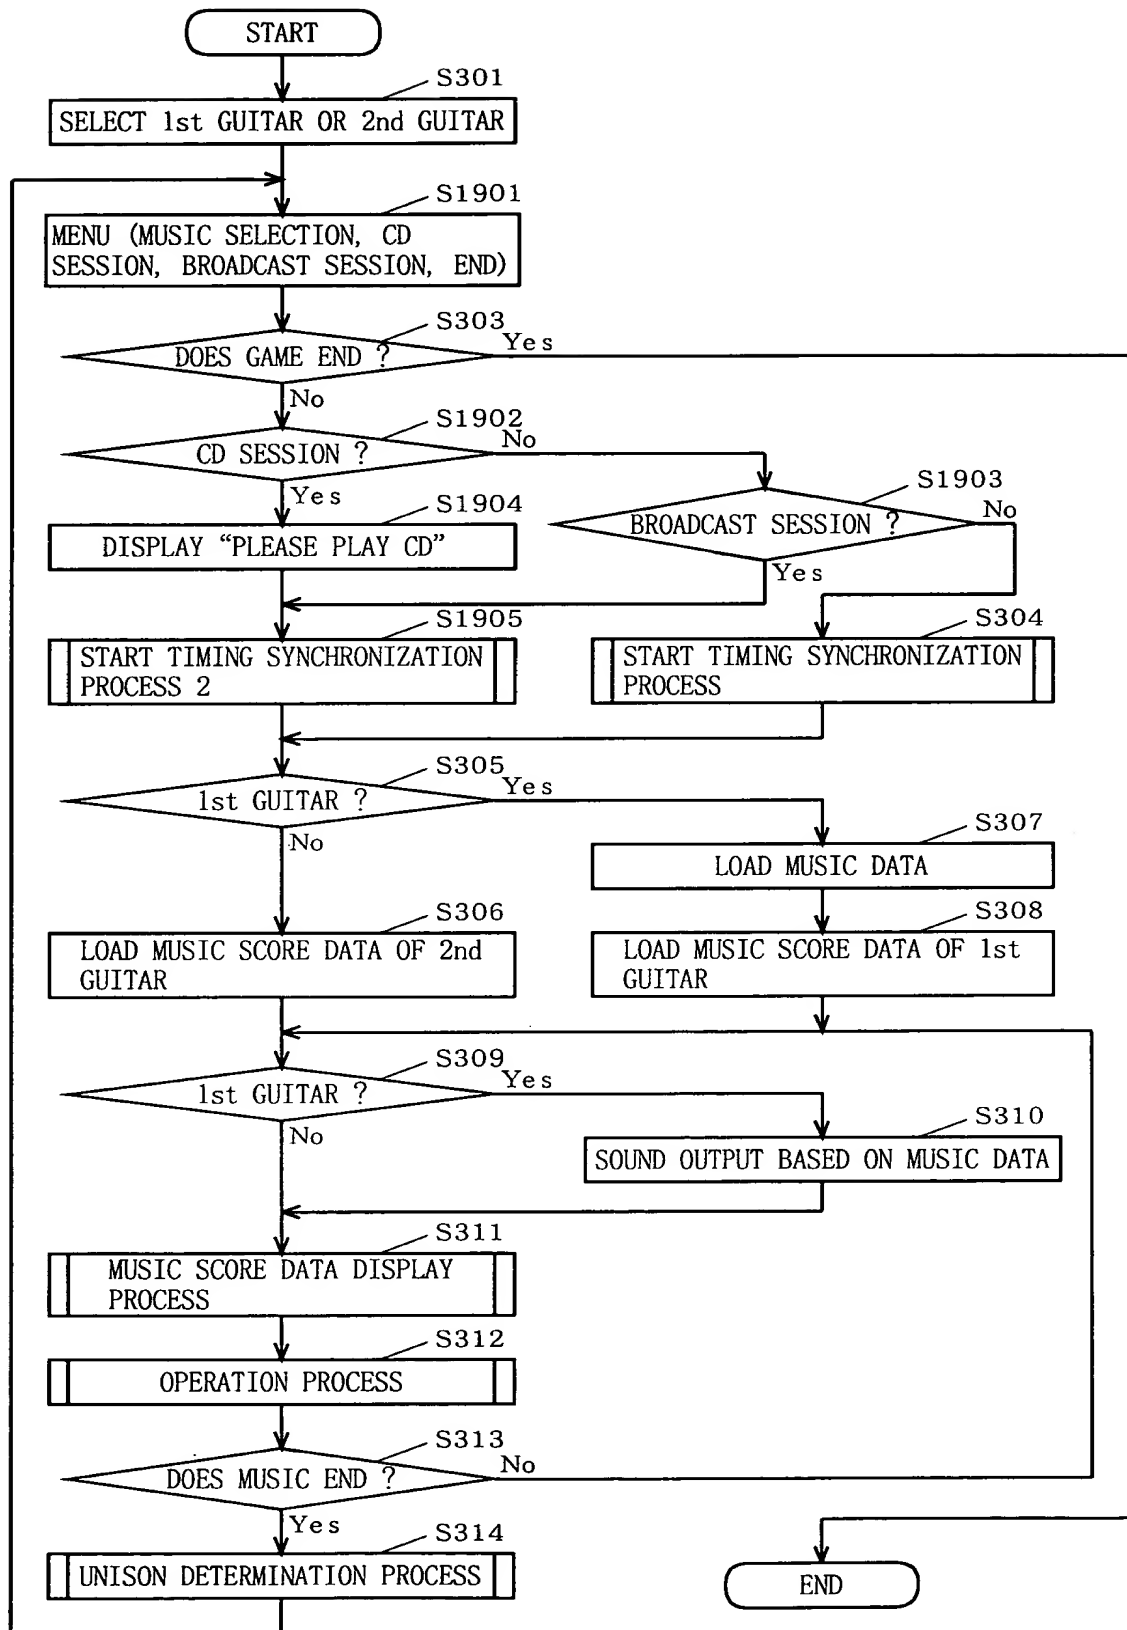 START
S301
SELECT 1st GUITAR OR 2nd GUITAR
S1901
MENU (MUSIC SELECTION, CD
SESSION, BROADCAST SESSION, END)
S303
DOES GAME END ?
Yes
No
S1902
CD SESSION ?
No
Yes
S1903
BROADCAST SESSION ?
No
Yes
S1904
DISPLAY “PLEASE PLAY CD”
S1905
START TIMING SYNCHRONIZATION
PROCESS 2
S304
START TIMING SYNCHRONIZATION
PROCESS
S305
1st GUITAR ?
Yes
No
S307
LOAD MUSIC DATA
S306
LOAD MUSIC SCORE DATA OF 2nd
GUITAR
S308
LOAD MUSIC SCORE DATA OF 1st
GUITAR
S309
1st GUITAR ?
Yes
No
S310
SOUND OUTPUT BASED ON MUSIC DATA
S311
MUSIC SCORE DATA DISPLAY
PROCESS
S312
OPERATION PROCESS
S313
DOES MUSIC END ?
No
Yes
S314
UNISON DETERMINATION PROCESS
END